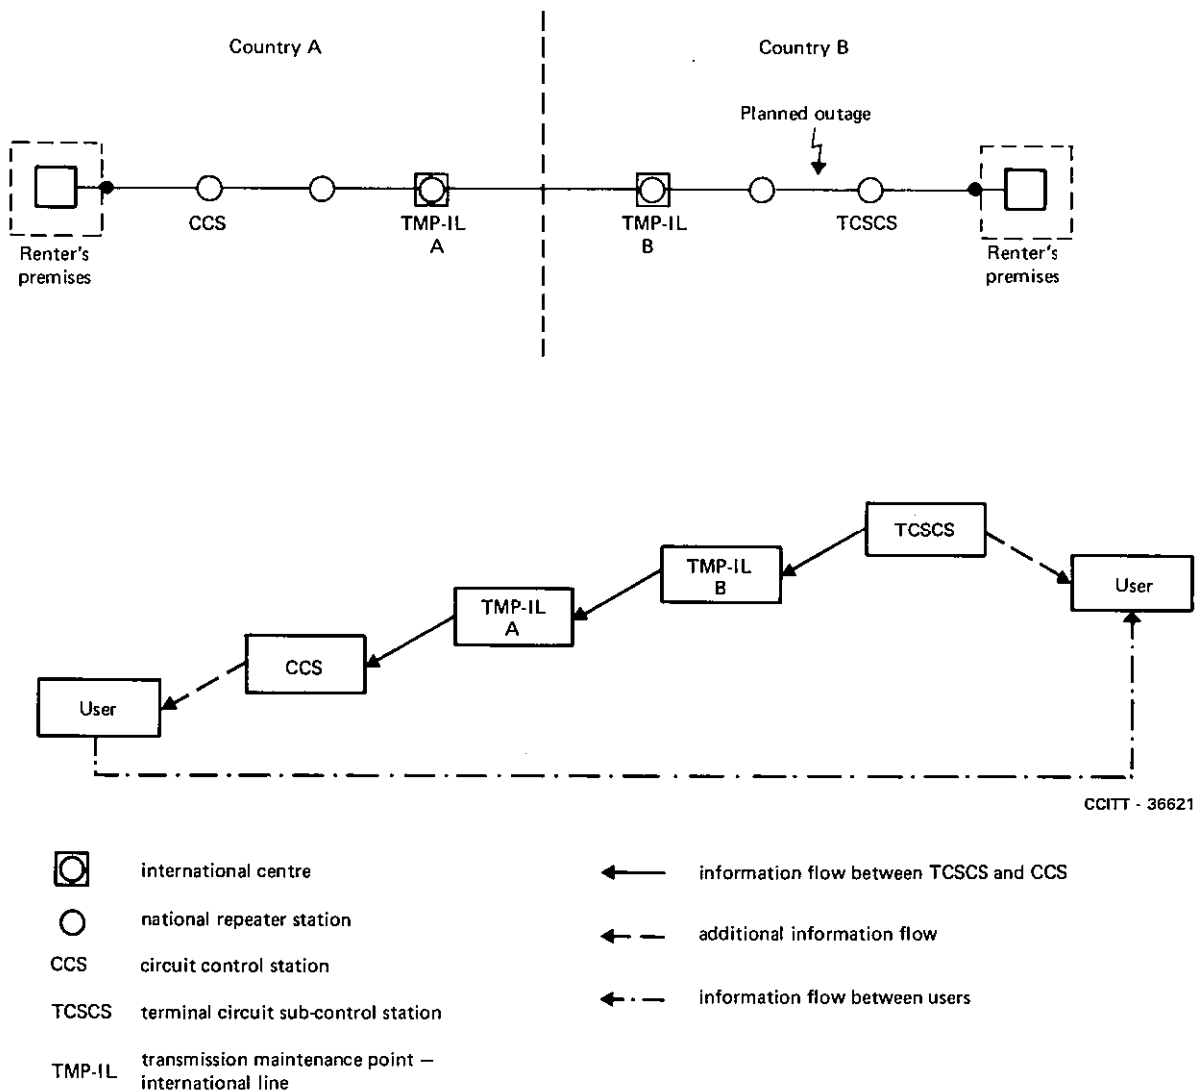 Country A
Country B
Planned outage
CCS
TMP-IL
A
TMP-IL
B
TCSCS
Renter's
premises
Renter's
premises
TCSCS
TMP-IL
B
User
TMP-IL
A
CCS
User
CCITT - 36621
international centre
information flow between TCSCS and CCS
national repeater station
additional information flow
CCS circuit control station
information flow between users
TCSCS terminal circuit sub-control station
TMP-IL transmission maintenance point –
international line